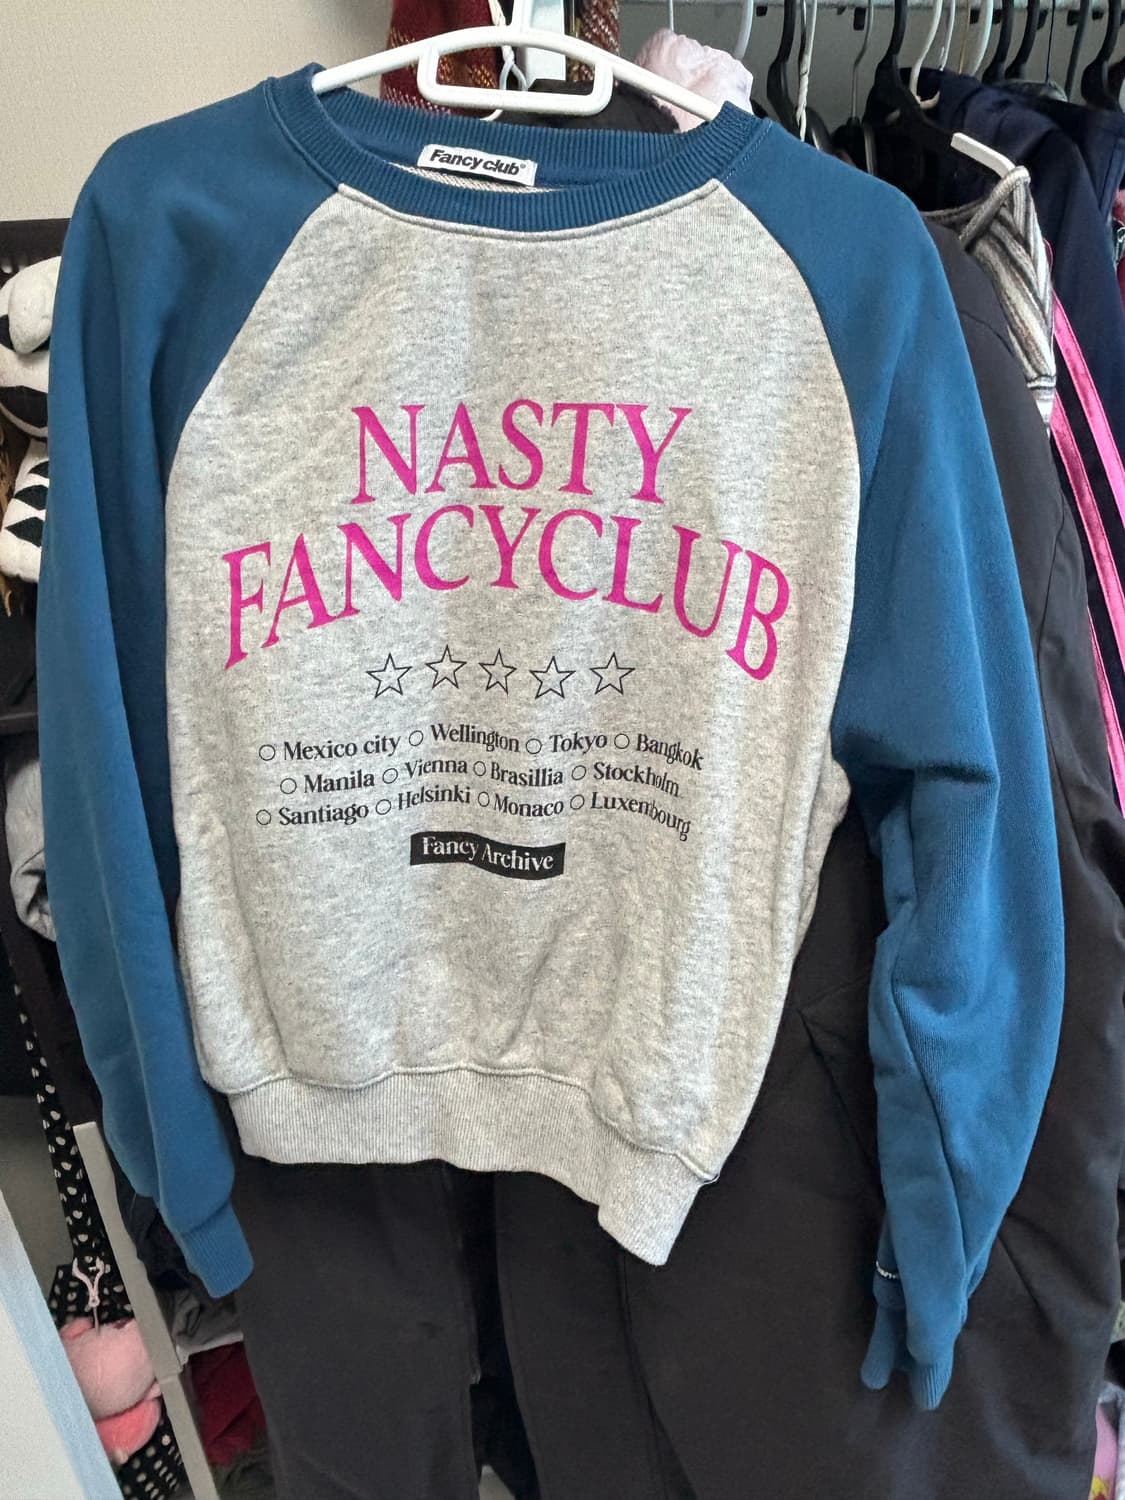 Fancy club®
NASTY
FANCYCLUB
☆ ☆ ☆ ☆ ☆
○ Mexico city ○ Wellington ○ Tokyo ○ Bangkok
○ Manila ○ Vienna ○ Brasillia ○ Stockholm
○ Santiago ○ Helsinki ○ Monaco ○ Luxembourg
Fancy Archive